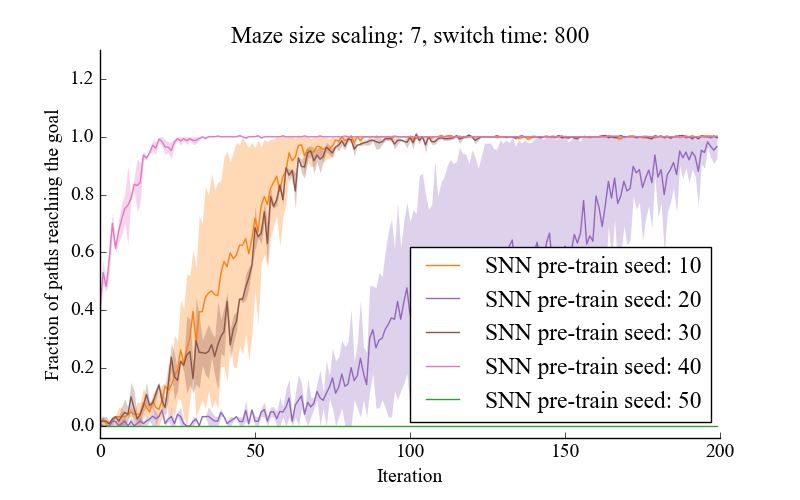 Maze size scaling: 7, switch time: 800
Fraction of paths reaching the goal
1.2
1.0
0.8
0.6
0.4
0.2
0.0
SNN pre-train seed: 10
SNN pre-train seed: 20
SNN pre-train seed: 30
SNN pre-train seed: 40
SNN pre-train seed: 50
0
50
100
150
200
Iteration